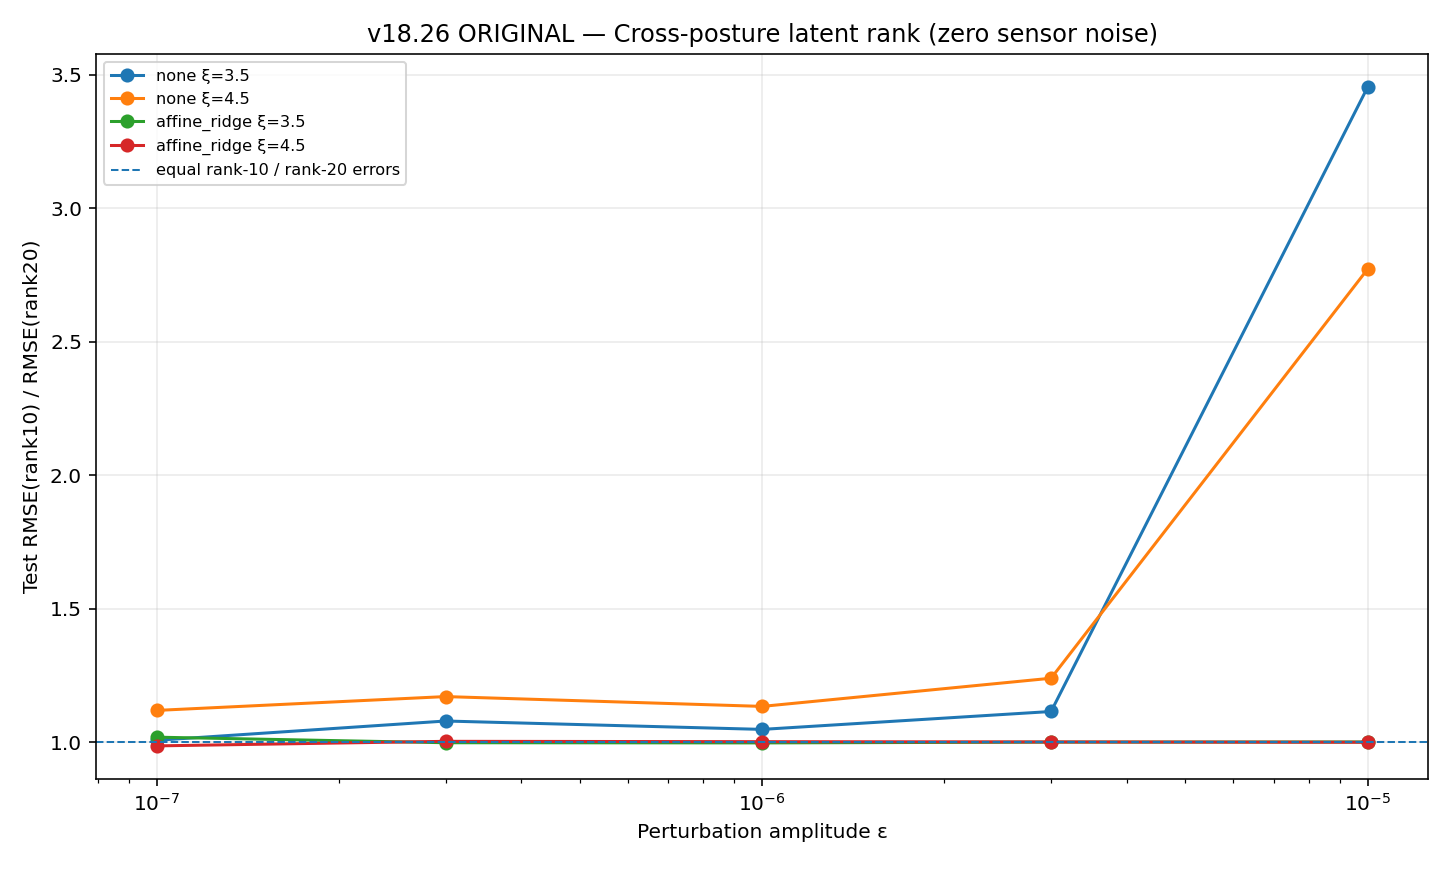 v18.26 ORIGINAL — Cross-posture latent rank (zero sensor noise)
none ξ=3.5
none ξ=4.5
affine_ridge ξ=3.5
affine_ridge ξ=4.5
equal rank-10 / rank-20 errors
Test RMSE(rank10) / RMSE(rank20)
3.5
3.0
2.5
2.0
1.5
1.0
10⁻⁷
10⁻⁶
10⁻⁵
Perturbation amplitude ε